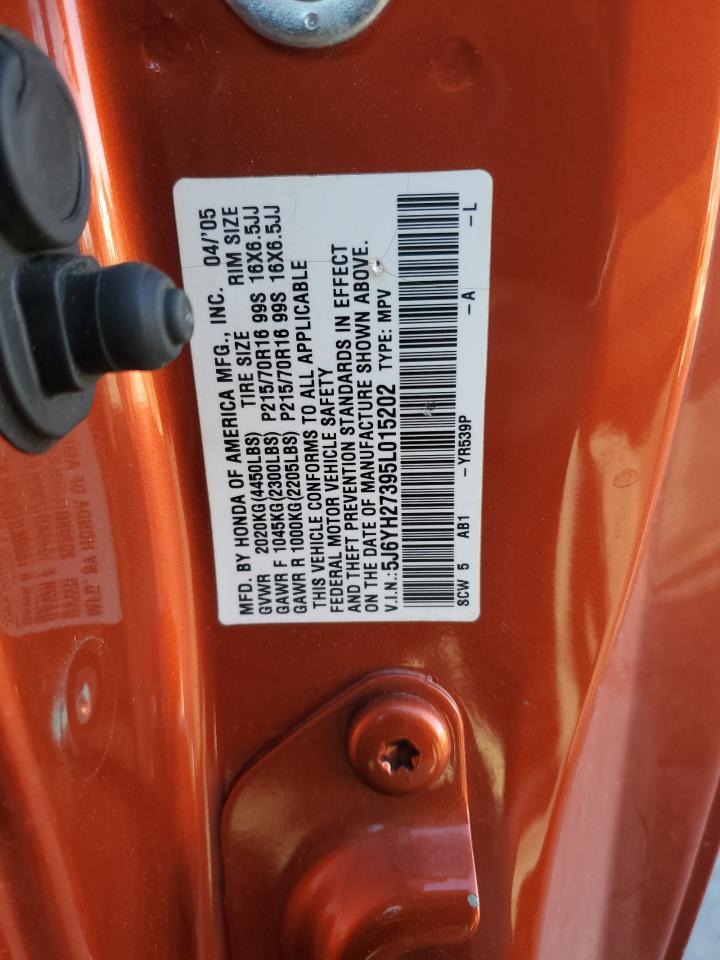 MFD. BY HONDA OF AMERICA MFG., INC. 04/'05
GVWR 2020KG(4450LBS) TIRE SIZE RIM SIZE
GAWR F 1045KG(2300LBS) P215/70R16 99S 16X6.5JJ
GAWR R 1000KG(2205LBS) P215/70R16 99S 16X6.5JJ
THIS VEHICLE CONFORMS TO ALL APPLICABLE
FEDERAL MOTOR VEHICLE SAFETY
AND THEFT PREVENTION STANDARDS IN EFFECT
ON THE DATE OF MANUFACTURE SHOWN ABOVE.
V.I.N.: 5J6YH27395L015202 TYPE: MPV
SCW 5 AB1 - YR539P - A - L